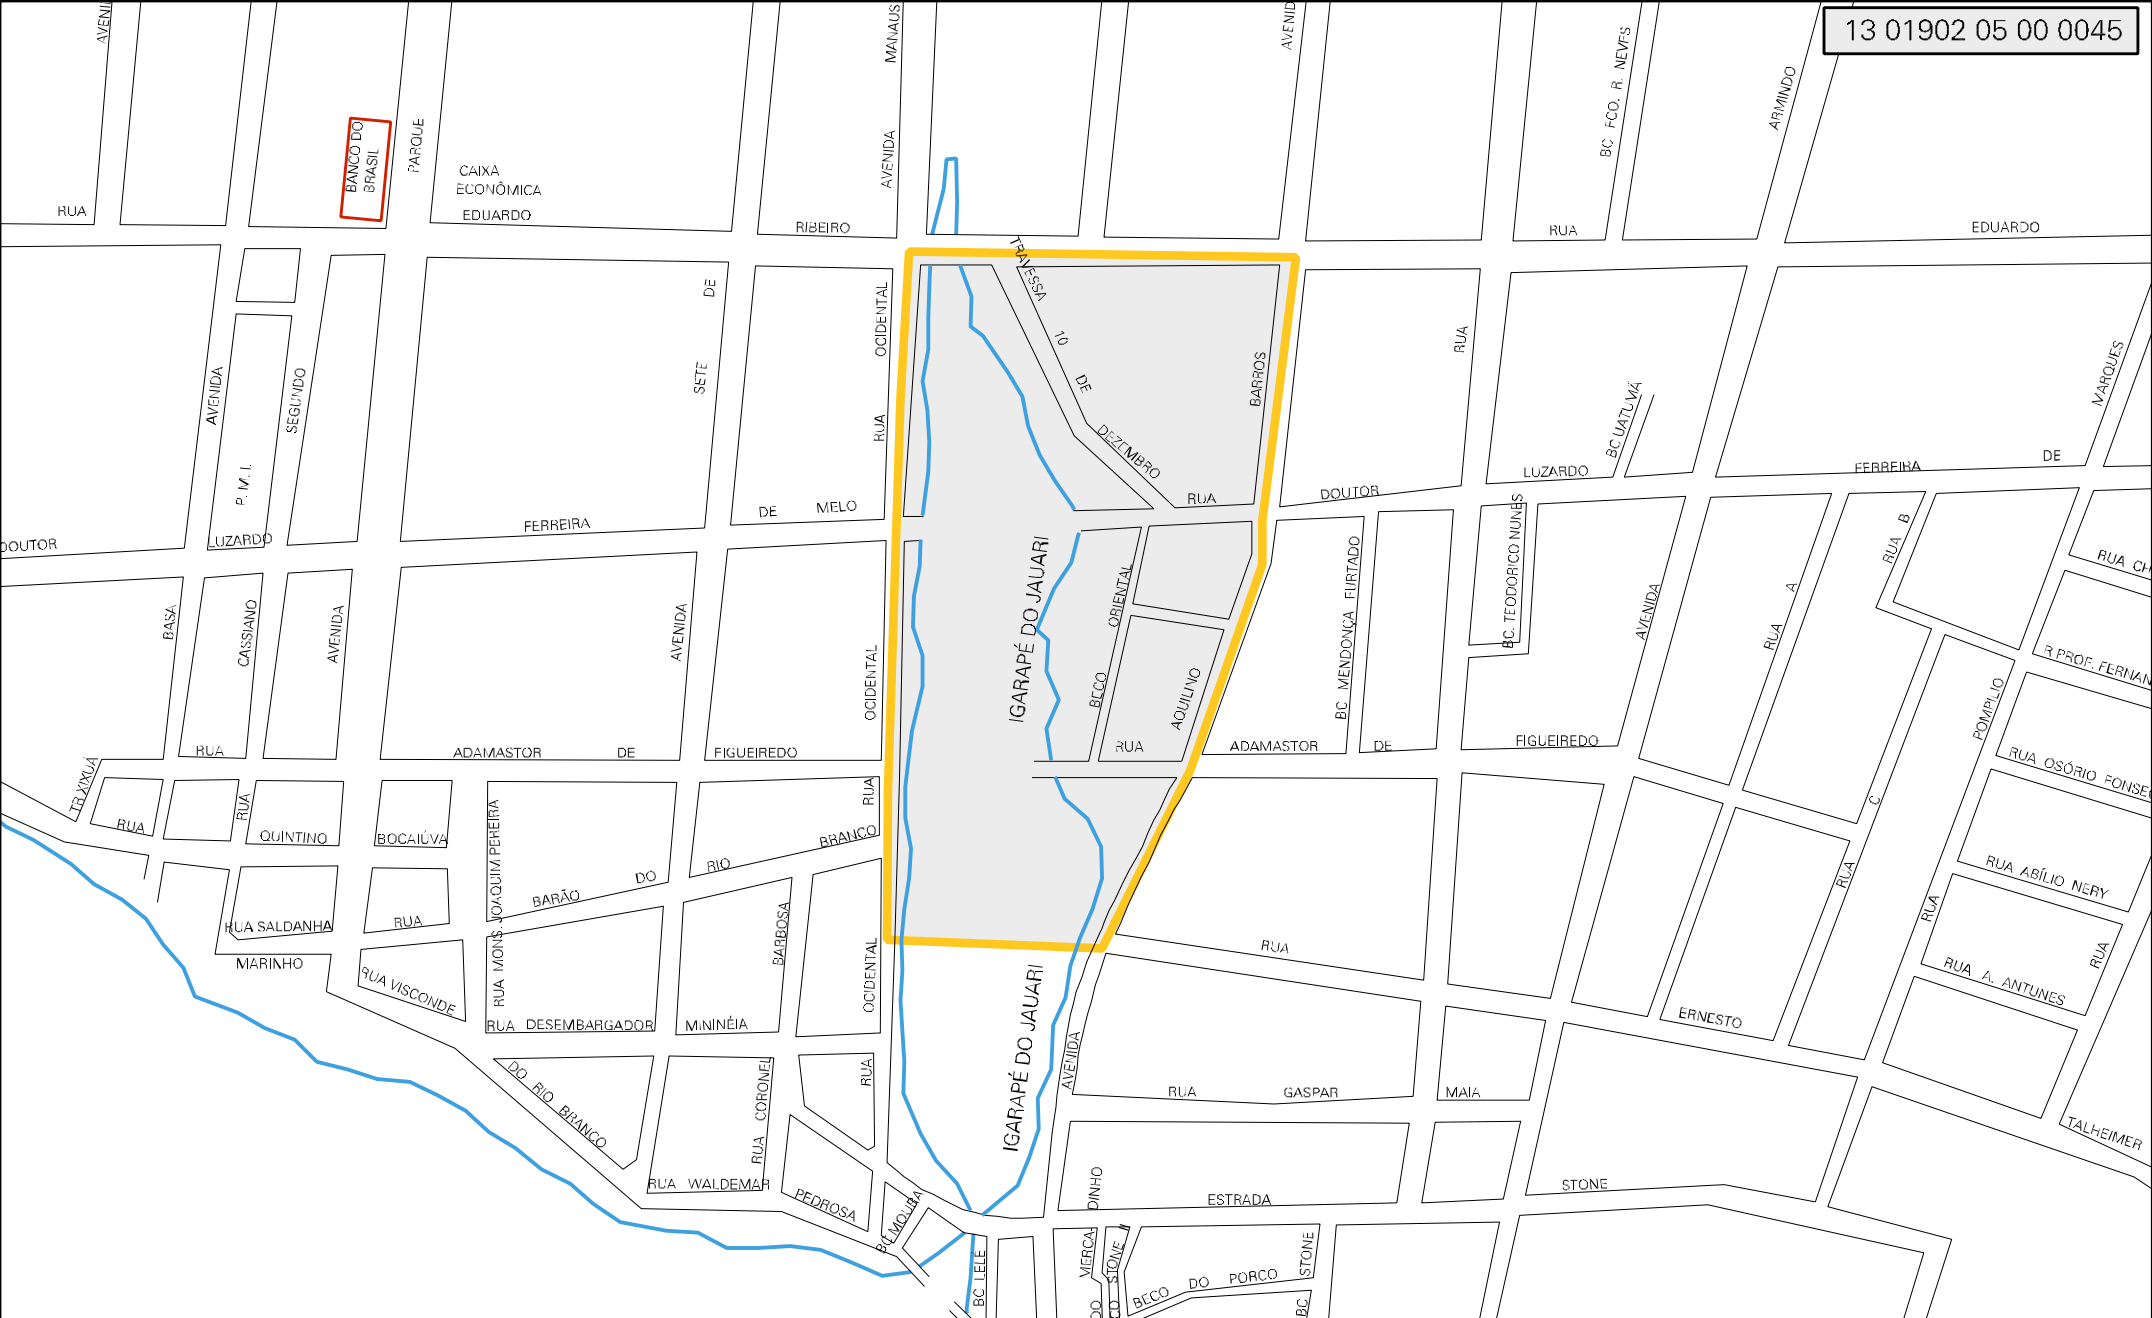 13 01902 05 00 0045
MANAUS
BC FCO. R. NEVES
ARMINDO
BANCO DO
BRASIL
PARQUE
AVENIDA
CAIXA
ECONÔMICA
RUA
EDUARDO
RIBEIRO
RUA
EDUARDO
TRAVESSA
10
DE
DEZEMBRO
DE
SETE
OCIDENTAL
RUA
BARROS
RUA
MARQUES
AVENIDA
SEGUNDO
P. M. I.
BC UATUMÃ
DOUTOR
LUZARDO
FERREIRA
DE
MELO
RUA
DOUTOR
LUZARDO
FERREIRA
DE
BASA
CASSIANO
AVENIDA
AVENIDA
OCIDENTAL
IGARAPÉ DO JAUARI
BECO
ORIENTAL
AQUILINO
BC MENDONÇA FURTADO
BC. TEODORICO NUNES
AVENIDA
RUA A
RUA B
RUA CH
R PROF. FERNAN
POMPILIO
RUA
ADAMASTOR
DE
FIGUEIREDO
RUA
ADAMASTOR
DE
FIGUEIREDO
RUA OSÓRIO FONSE
TR XIXUÁ
RUA
RUA
QUINTINO
BOCAIÚVA
RUA MONS. JOAQUIM PEREIRA
BARÃO
DO
RIO
BRANCO
RUA
RUA C
RUA ABÍLIO NERY
RUA SALDANHA
MARINHO
RUA
RUA VISCONDE
BARBOSA
OCIDENTAL
RUA
RUA
RUA A. ANTUNES
RUA
RUA DESEMBARGADOR
MININÉIA
ERNESTO
IGARAPÉ DO JAUARI
AVENIDA
DO RIO BRANCO
RUA CORONEL
RUA
RUA
GASPAR
MAIA
TALHEIMER
RUA WALDEMAR
PEDROSA
BC MOURA
DINHO
ESTRADA
STONE
MERCA-
STONE
BC LELE
BECO DO PORCO
STONE
BC